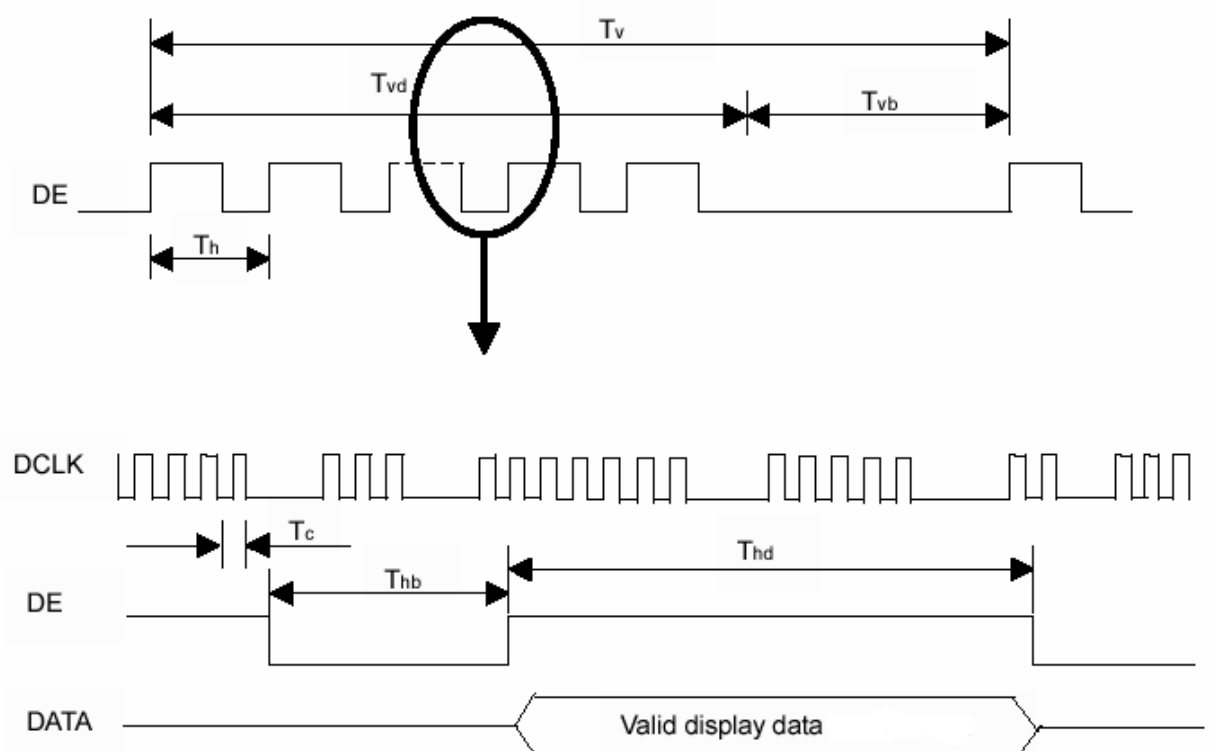 Tv
Tvd
Tvb
DE
Th
DCLK
Tc
Thd
Thb
DE
DATA
Valid display data